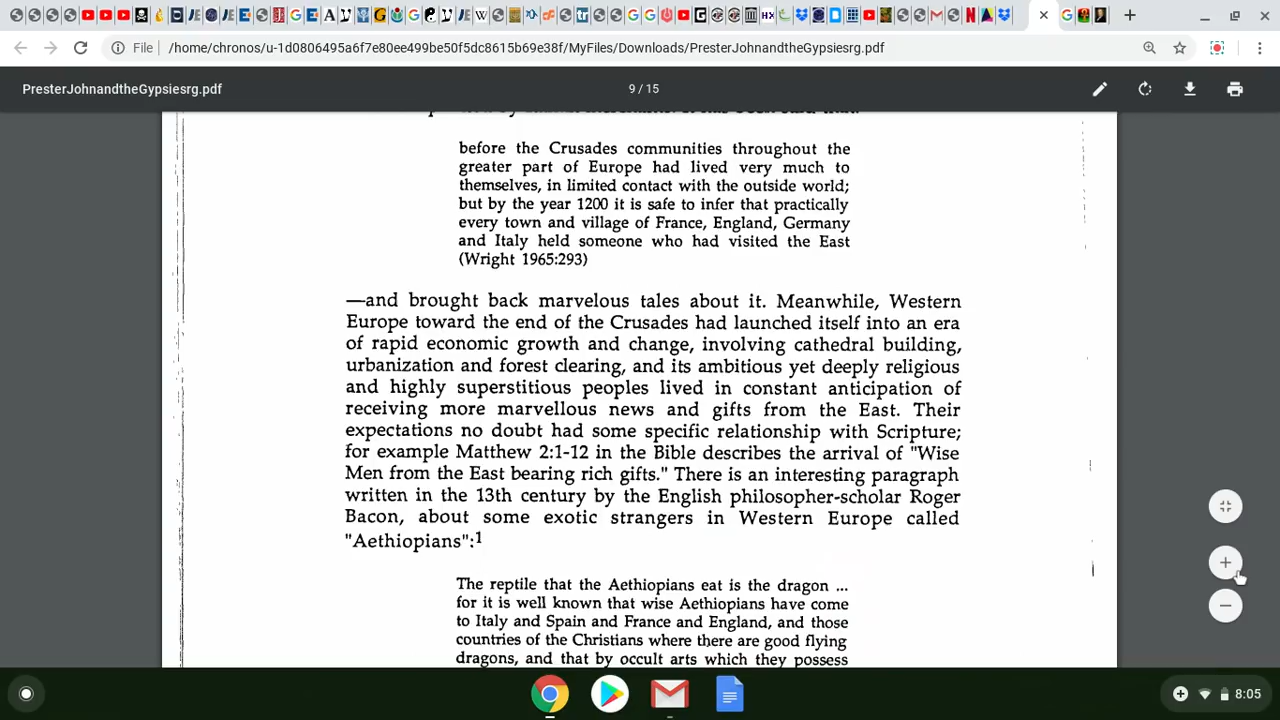 File
/home/chronos/u-1d0806495a6f7e80ee499be50f5dc8615b69e38f/MyFiles/Downloads/PresterJohnandtheGypsiesrg.pdf
PresterJohnandtheGypsiesrg.pdf
9 / 15
before the Crusades communities throughout the
greater part of Europe had lived very much to
themselves, in limited contact with the outside world;
but by the year 1200 it is safe to infer that practically
every town and village of France, England, Germany
and Italy held someone who had visited the East
(Wright 1965:293)
—and brought back marvelous tales about it. Meanwhile, Western
Europe toward the end of the Crusades had launched itself into an era
of rapid economic growth and change, involving cathedral building,
urbanization and forest clearing, and its ambitious yet deeply religious
and highly superstitious peoples lived in constant anticipation of
receiving more marvellous news and gifts from the East. Their
expectations no doubt had some specific relationship with Scripture;
for example Matthew 2:1-12 in the Bible describes the arrival of "Wise
Men from the East bearing rich gifts." There is an interesting paragraph
written in the 13th century by the English philosopher-scholar Roger
Bacon, about some exotic strangers in Western Europe called
"Aethiopians":1
The reptile that the Aethiopians eat is the dragon ...
for it is well known that wise Aethiopians have come
to Italy and Spain and France and England, and those
countries of the Christians where there are good flying
dragons, and that by occult arts which they possess
8:05